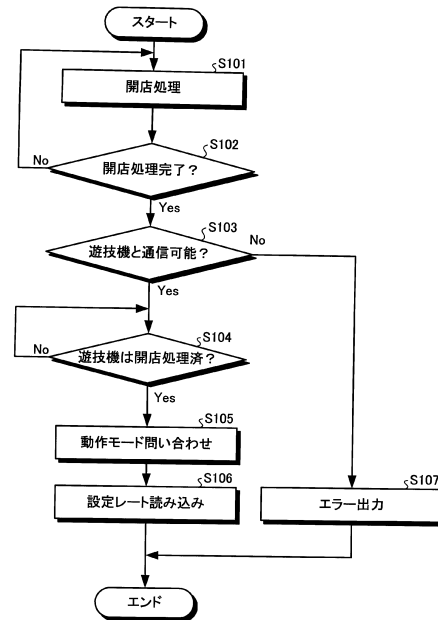 スタート
S101
開店処理
S102
開店処理完了?
No
Yes
S103
遊技機と通信可能?
No
Yes
S104
遊技機は開店処理済?
No
Yes
S105
動作モード問い合わせ
S106
設定レート読み込み
S107
エラー出力
エンド